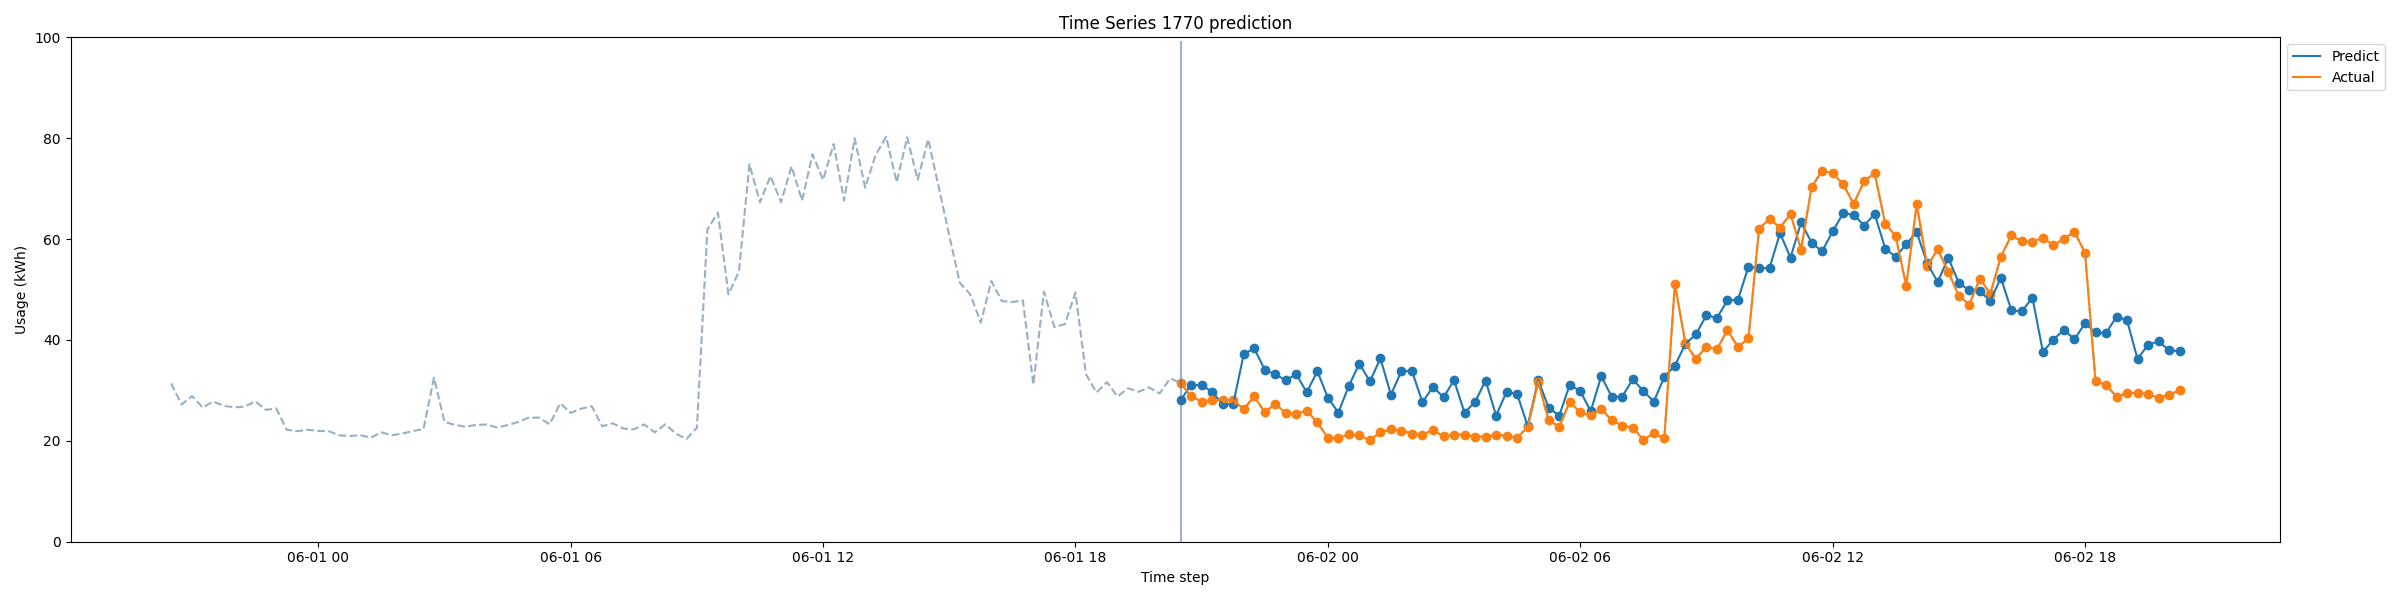 Time Series 1770 prediction
100
80
60
40
20
0
Usage (kWh)
06-01 00
06-01 06
06-01 12
06-01 18
06-02 00
06-02 06
06-02 12
06-02 18
Time step
Predict
Actual